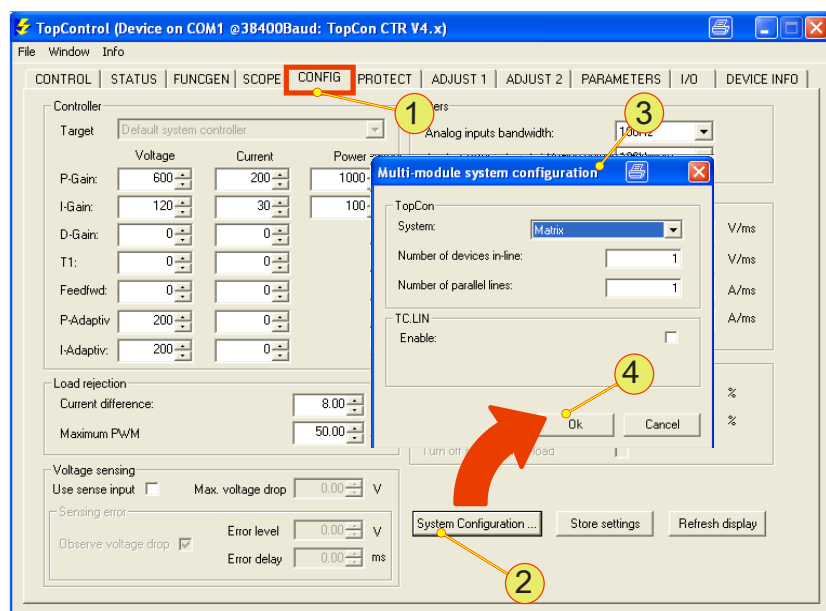 TopControl (Device on COM1 @38400Baud: TopCon CTR V4.x)
File Window Info
CONTROL STATUS FUNCGEN SCOPE CONFIG PROTECT ADJUST 1 ADJUST 2 PARAMETERS I/O DEVICE INFO
1
Controller
Target Default system controller
Voltage Current Power
P-Gain: 600 200 1000
I-Gain: 120 30 100
D-Gain: 0 0
T1: 0 0
Feedfwd: 0 0
P-Adaptiv 200 0
I-Adaptiv: 200 0
Analog inputs bandwidth:
3
Multi-module system configuration
TopCon
System: Matrix
Number of devices in-line: 1
Number of parallel lines: 1
TC.LIN
Enable:
4
Ok Cancel
V/ms
V/ms
A/ms
A/ms
%
%
Load rejection
Current difference: 8.00
Maximum PWM 50.00
Turn off
Voltage sensing
Use sense input Max. voltage drop 0.00 V
Sensing error
Observe voltage drop
Error level 0.00 V
Error delay 0.00 ms
System Configuration ... Store settings Refresh display
2